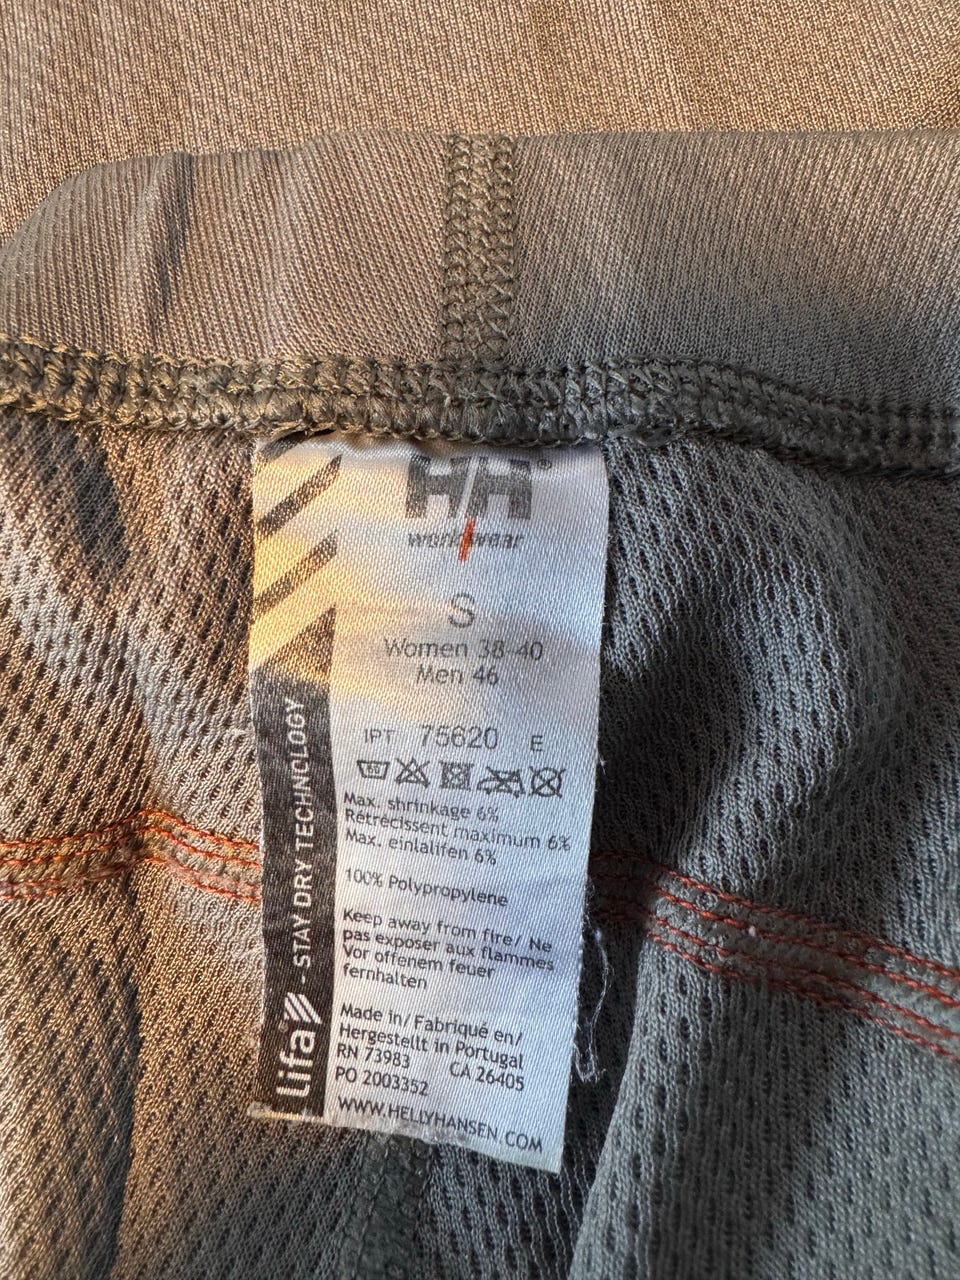 HH®
workwear
S
Women 38-40
Men 46
IPT 75620 E
Max. shrinkage 6%
Rétrécissent maximum 6%
Max. einlalifen 6%
100% Polypropylene
Keep away from fire/ Ne
pas exposer aux flammes
Vor offenem feuer
fernhalten
Made in/ Fabriqué en/
Hergestellt in Portugal
RN 73983 CA 26405
PO 2003352
WWW.HELLYHANSEN.COM
Lifa® -STAY DRY TECHNOLOGY